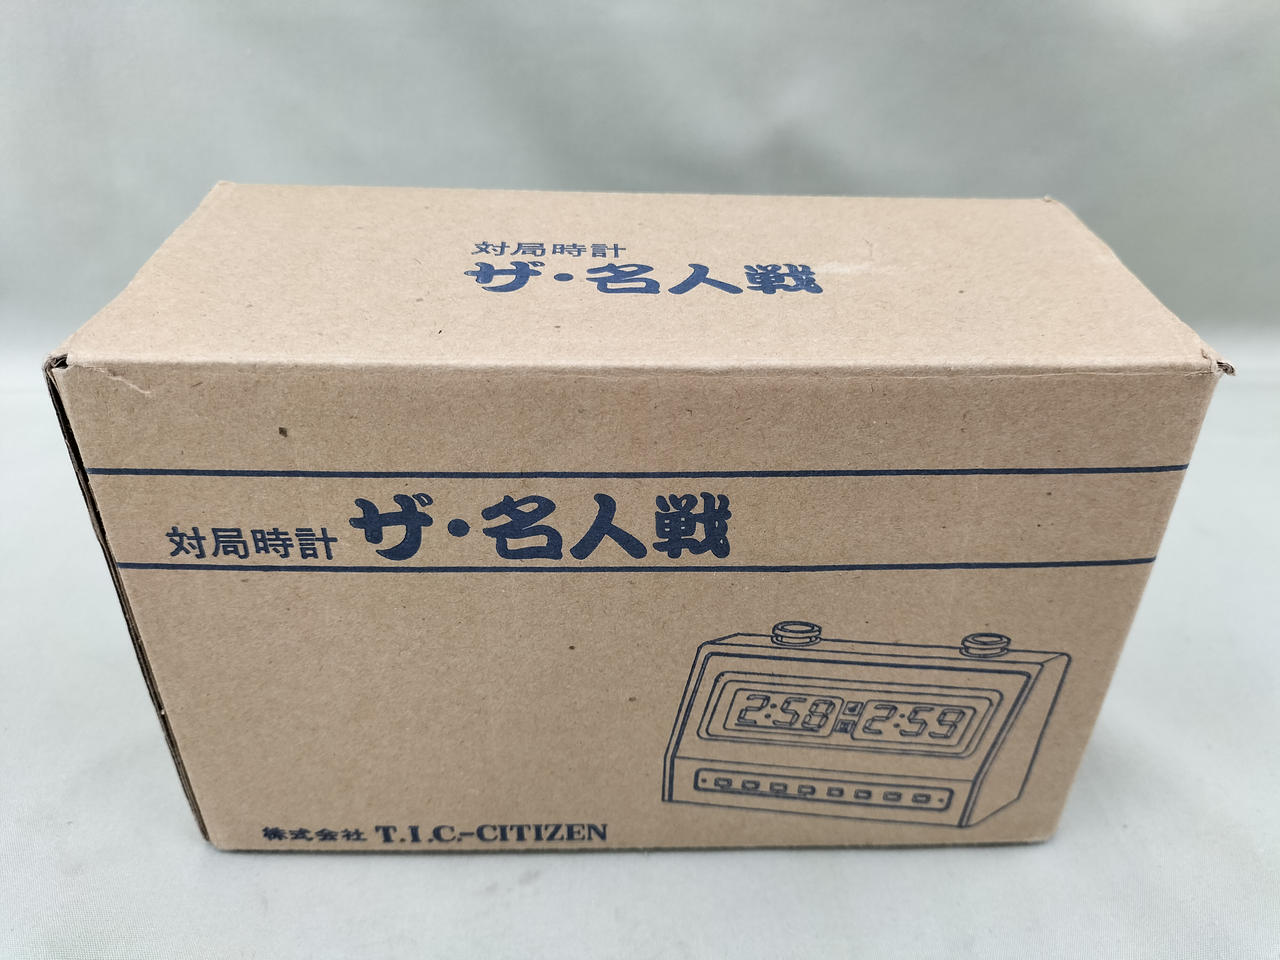 対局時計
ザ・名人戦
対局時計 ザ・名人戦
2:58 2:59
株式会社 T.I.C.-CITIZEN